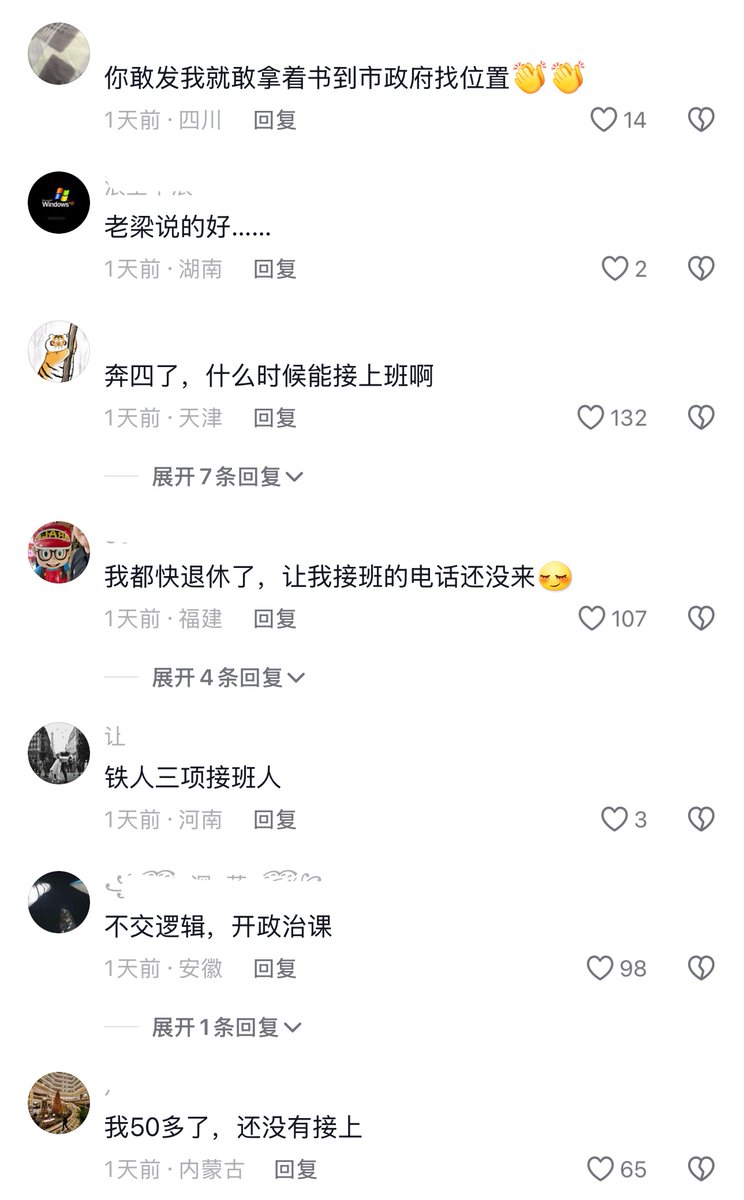 你敢发我就敢拿着书到市政府找位置👏👏
1天前·四川 回复 14
老梁说的好......
1天前·湖南 回复 2
奔四了，什么时候能接上班啊
1天前·天津 回复 132
展开7条回复
我都快退休了，让我接班的电话还没来😌
1天前·福建 回复 107
展开4条回复
让
铁人三项接班人
1天前·河南 回复 3
不交逻辑，开政治课
1天前·安徽 回复 98
展开1条回复
我50多了，还没有接上
1天前·内蒙古 回复 65